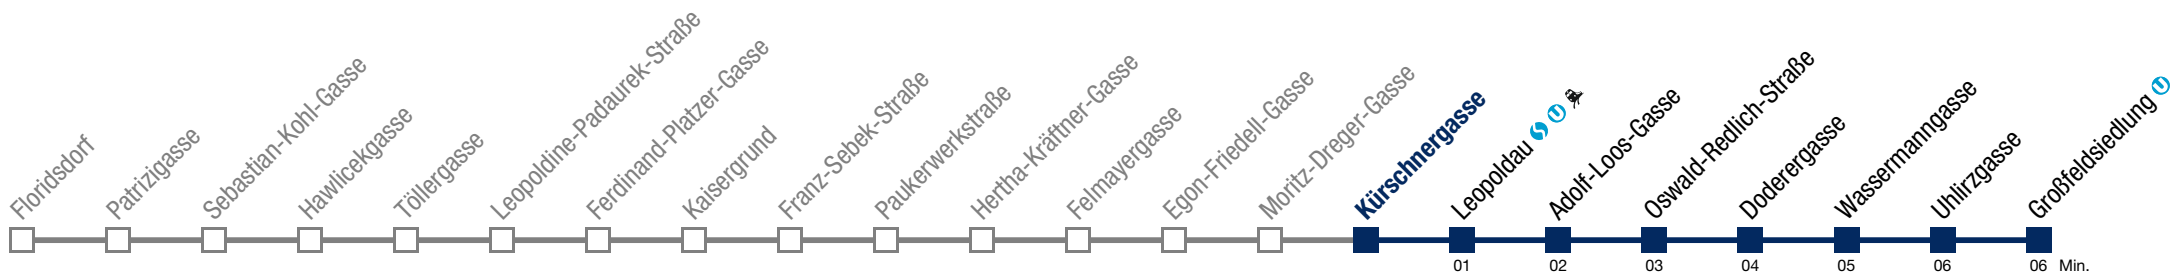 Floridsdorf
Patrizigasse
Sebastian-Kohl-Gasse
Hawlicekgasse
Töllergasse
Leopoldine-Padaurek-Straße
Ferdinand-Platzer-Gasse
Kaisergrund
Franz-Sebek-Straße
Paukerwerkstraße
Hertha-Kräftner-Gasse
Felmayergasse
Egon-Friedell-Gasse
Moritz-Dreger-Gasse
Kürschnergasse
Leopoldau S U
Adolf-Loos-Gasse
Oswald-Redlich-Straße
Doderergasse
Wassermanngasse
Uhlirzgasse
Großfeldsiedlung U
01 02 03 04 05 06 06 Min.